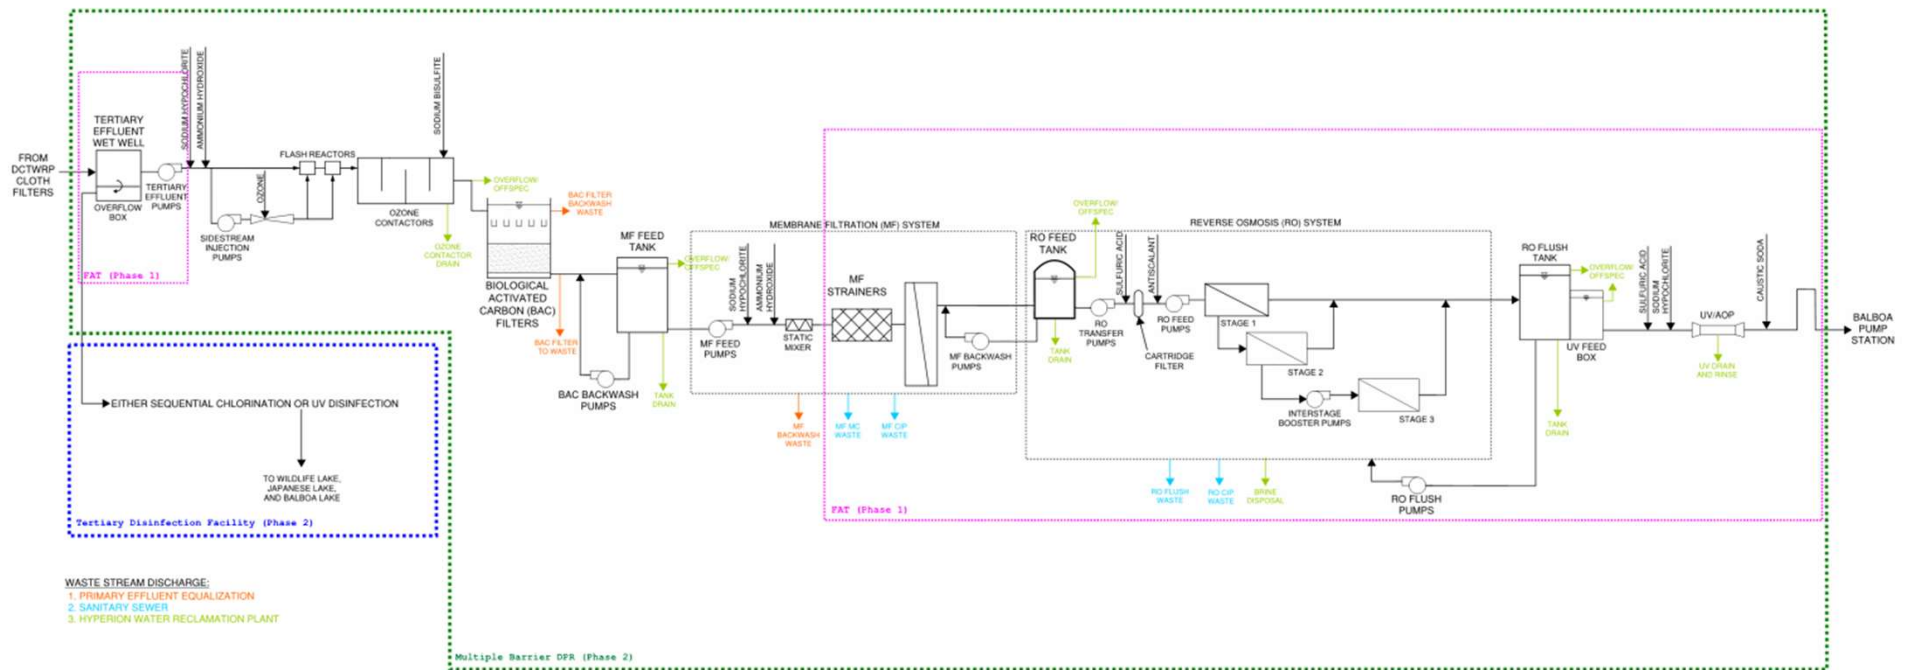 SODIUM HYPOCHLORITE
AMMONIUM HYDROXIDE
SODIUM BISULFITE
TERTIARY
EFFLUENT
WET WELL
FROM
DCTWRP
CLOTH
FILTERS
OVERFLOW
BOX
TERTIARY
EFFLUENT
PUMPS
FLASH REACTORS
OZONE
SIDESTREAM
INJECTION
PUMPS
OZONE
CONTACTORS
OVERFLOW/
OFFSPEC
OZONE
CONTACTOR
DRAIN
FAT (Phase 1)
BAC FILTER
BACKWASH
WASTE
BIOLOGICAL
ACTIVATED
CARBON (BAC)
FILTERS
BAC FILTER
TO WASTE
MF FEED
TANK
OVERFLOW/
OFFSPEC
BAC BACKWASH
PUMPS
TANK
DRAIN
MEMBRANE FILTRATION (MF) SYSTEM
MF FEED
PUMPS
SODIUM
HYPOCHLORITE
AMMONIUM
HYDROXIDE
STATIC
MIXER
MF
STRAINERS
MF BACKWASH
PUMPS
MF
BACKWASH
WASTE
MF MC
WASTE
MF CIP
WASTE
REVERSE OSMOSIS (RO) SYSTEM
OVERFLOW/
OFFSPEC
RO FEED
TANK
TANK
DRAIN
RO
TRANSFER
PUMPS
SULFURIC ACID
CARTRIDGE
FILTER
ANTISCALANT
RO FEED
PUMPS
STAGE 1
STAGE 2
INTERSTAGE
BOOSTER PUMPS
STAGE 3
RO FLUSH
WASTE
RO CIP
WASTE
BRINE
DISPOSAL
RO FLUSH
PUMPS
RO FLUSH
TANK
OVERFLOW/
OFFSPEC
UV FEED
BOX
TANK
DRAIN
SULFURIC ACID
SODIUM
HYPOCHLORITE
UV/AOP
UV DRAIN
AND RINSE
CAUSTIC SODA
BALBOA
PUMP
STATION
FAT (Phase 1)
EITHER SEQUENTIAL CHLORINATION OR UV DISINFECTION
TO WILDLIFE LAKE,
JAPANESE LAKE,
AND BALBOA LAKE
Tertiary Disinfection Facility (Phase 2)
WASTE STREAM DISCHARGE:
1. PRIMARY EFFLUENT EQUALIZATION
2. SANITARY SEWER
3. HYPERION WATER RECLAMATION PLANT
Multiple Barrier DPR (Phase 2)